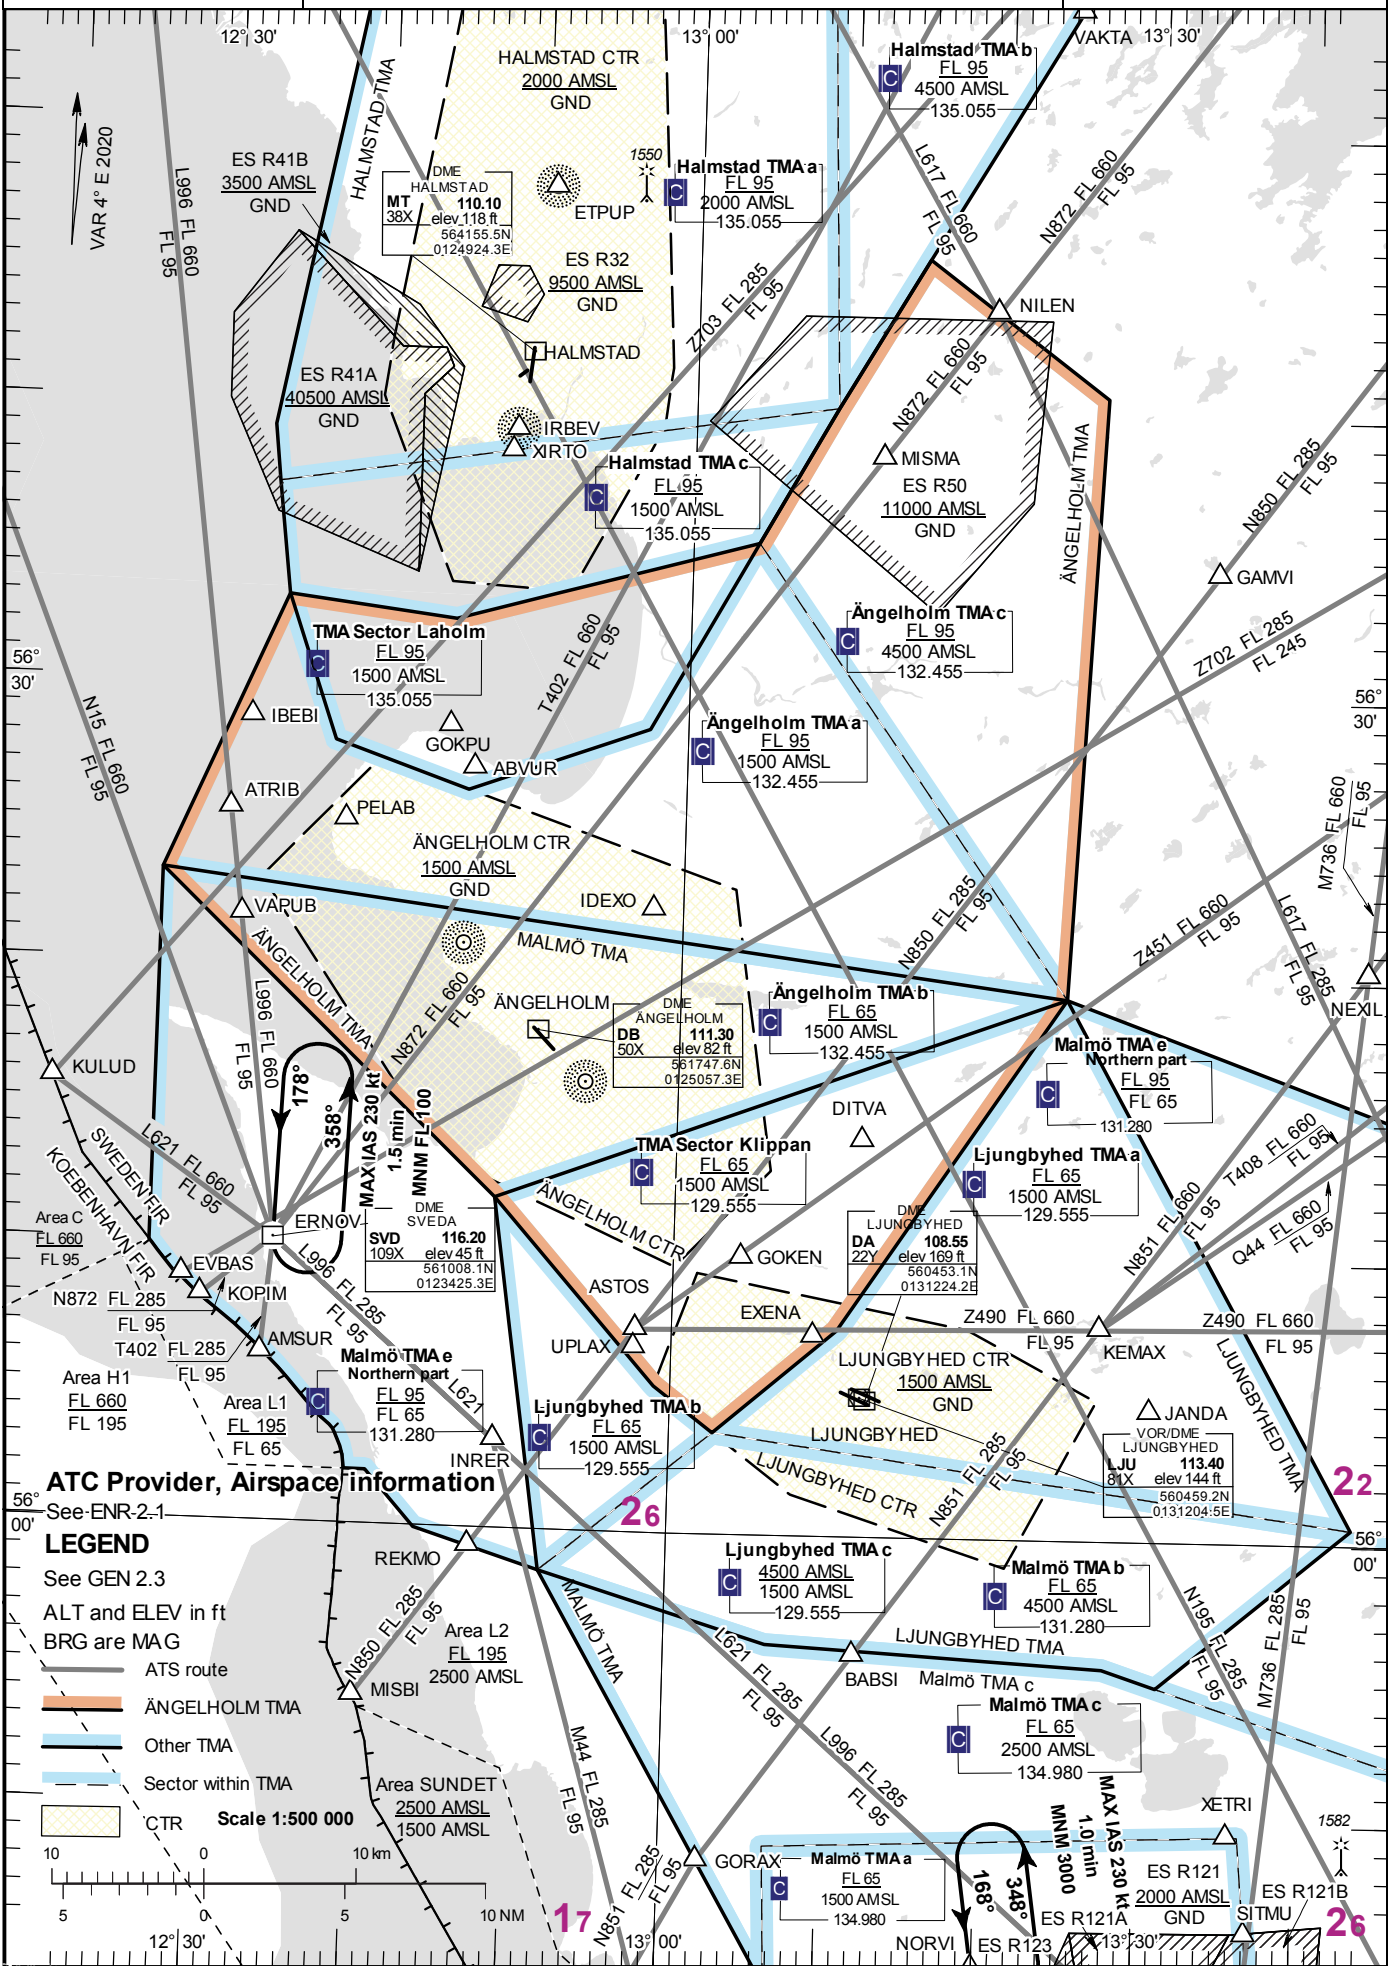 12° 30'
13° 00'
VAKTA
13° 30'
HALMSTAD CTR
2000 AMSL
GND
Halmstad TMA b
FL 95
4500 AMSL
135.055
C
HALMSTAD TMA
VAR 4° E 2020
ES R41B
3500 AMSL
GND
L996 FL 660
FL 95
DME
HALMSTAD
MT 110.10
38X elev 118 ft
564155.5N
0124924.3E
ETPUP
1550
Halmstad TMA a
FL 95
2000 AMSL
135.055
C
L617 FL 660
FL 95
N872 FL 660
FL 95
ES R32
9500 AMSL
GND
Z703 FL 285
FL 95
NILEN
HALMSTAD
ES R41A
40500 AMSL
GND
N872 FL 660
FL 95
IRBEV
XIRTO
MISMA
ES R50
11000 AMSL
GND
Halmstad TMA c
FL 95
1500 AMSL
135.055
C
ÄNGELHOLM TMA
N850 FL 285
FL 95
GAMVI
TMA Sector Laholm
FL 95
1500 AMSL
135.055
C
T402 FL 660
FL 95
Ängelholm TMA c
FL 95
4500 AMSL
132.455
C
Z702 FL 285
FL 245
56°
30'
56°
30'
N15 FL 660
FL 95
IBEBI
GOKPU
ABVUR
Ängelholm TMA a
FL 95
1500 AMSL
132.455
C
ATRIB
PELAB
M736 FL 660
FL 95
ÄNGELHOLM CTR
1500 AMSL
GND
VAPUB
IDEXO
N850 FL 285
FL 95
Z451 FL 660
FL 95
L617 FL 285
FL 95
ÄNGELHOLM TMA
MALMÖ TMA
NEXIL
L996 FL 660
FL 95
N872 FL 660
FL 95
ÄNGELHOLM
DME
ÄNGELHOLM
DB 111.30
50X elev 82 ft
561747.6N
0125057.3E
Ängelholm TMA b
FL 65
1500 AMSL
132.455
C
Malmö TMA e
Northern part
FL 95
FL 65
131.280
C
KULUD
178°
358°
MAX IAS 230 kt
1.5 min
MNM FL 100
DITVA
L621 FL 660
FL 95
SWEDEN FIR
KOEBENHAVN FIR
TMA Sector Klippan
FL 65
1500 AMSL
129.555
C
Ljungbyhed TMA a
FL 65
1500 AMSL
129.555
C
T408 FL 660
FL 95
Q44 FL 660
FL 95
N851 FL 660
FL 95
Area C
FL 660
FL 95
ERNOV
DME
SVEDA
SVD 116.20
109X elev 45 ft
561008.1N
0123425.3E
ÄNGELHOLM CTR
GOKEN
DME
LJUNGBYHED
DA 108.55
22Y elev 169 ft
560453.1N
0131224.2E
EVBAS
KOPIM
L996 FL 285
FL 95
ASTOS
N872 FL 285
FL 95
T402 FL 285
FL 95
AMSUR
UPLAX
EXENA
Z490 FL 660
FL 95
Z490 FL 660
FL 95
KEMAX
Area H1
FL 660
FL 195
Area L1
FL 195
FL 65
Malmö TMA e
Northern part
FL 95
FL 65
131.280
C
L621
LJUNGBYHED CTR
1500 AMSL
GND
LJUNGBYHED TMA
INRER
Ljungbyhed TMA b
FL 65
1500 AMSL
129.555
C
LJUNGBYHED
JANDA
VOR/DME
LJUNGBYHED
LJU 113.40
81X elev 144 ft
560459.2N
0131204.5E
LJUNGBYHED CTR
N851 FL 285
FL 95
22
26
ATC Provider, Airspace information
See ENR 2.1
56°
00'
56°
00'
LEGEND
See GEN 2.3
ALT and ELEV in ft
BRG are MAG
ATS route
ÄNGELHOLM TMA
Other TMA
Sector within TMA
CTR
Scale 1:500 000
10 0 10 km
5 0 5 10 NM
REKMO
N850 FL 285
FL 95
MISBI
Area L2
FL 195
2500 AMSL
MALMÖ TMA
Ljungbyhed TMA c
4500 AMSL
1500 AMSL
129.555
C
Malmö TMA b
FL 65
4500 AMSL
131.280
C
N195 FL 285
FL 95
M736 FL 285
FL 95
L621 FL 285
FL 95
LJUNGBYHED TMA
BABSI
Malmö TMA c
Malmö TMA c
FL 65
2500 AMSL
134.980
C
Area SUNDET
2500 AMSL
1500 AMSL
M44 FL 285
FL 95
L996 FL 285
FL 95
MAX IAS 230 kt
1.0 min
MNM 3000
XETRI
1582
GORAX
Malmö TMA a
FL 65
1500 AMSL
134.980
C
168°
348°
ES R121
2000 AMSL
GND
ES R121B
SITMU
ES R121A
N851 FL 285
FL 95
17
26
NORVI
ES R123
12° 30'
13° 00'
13° 30'